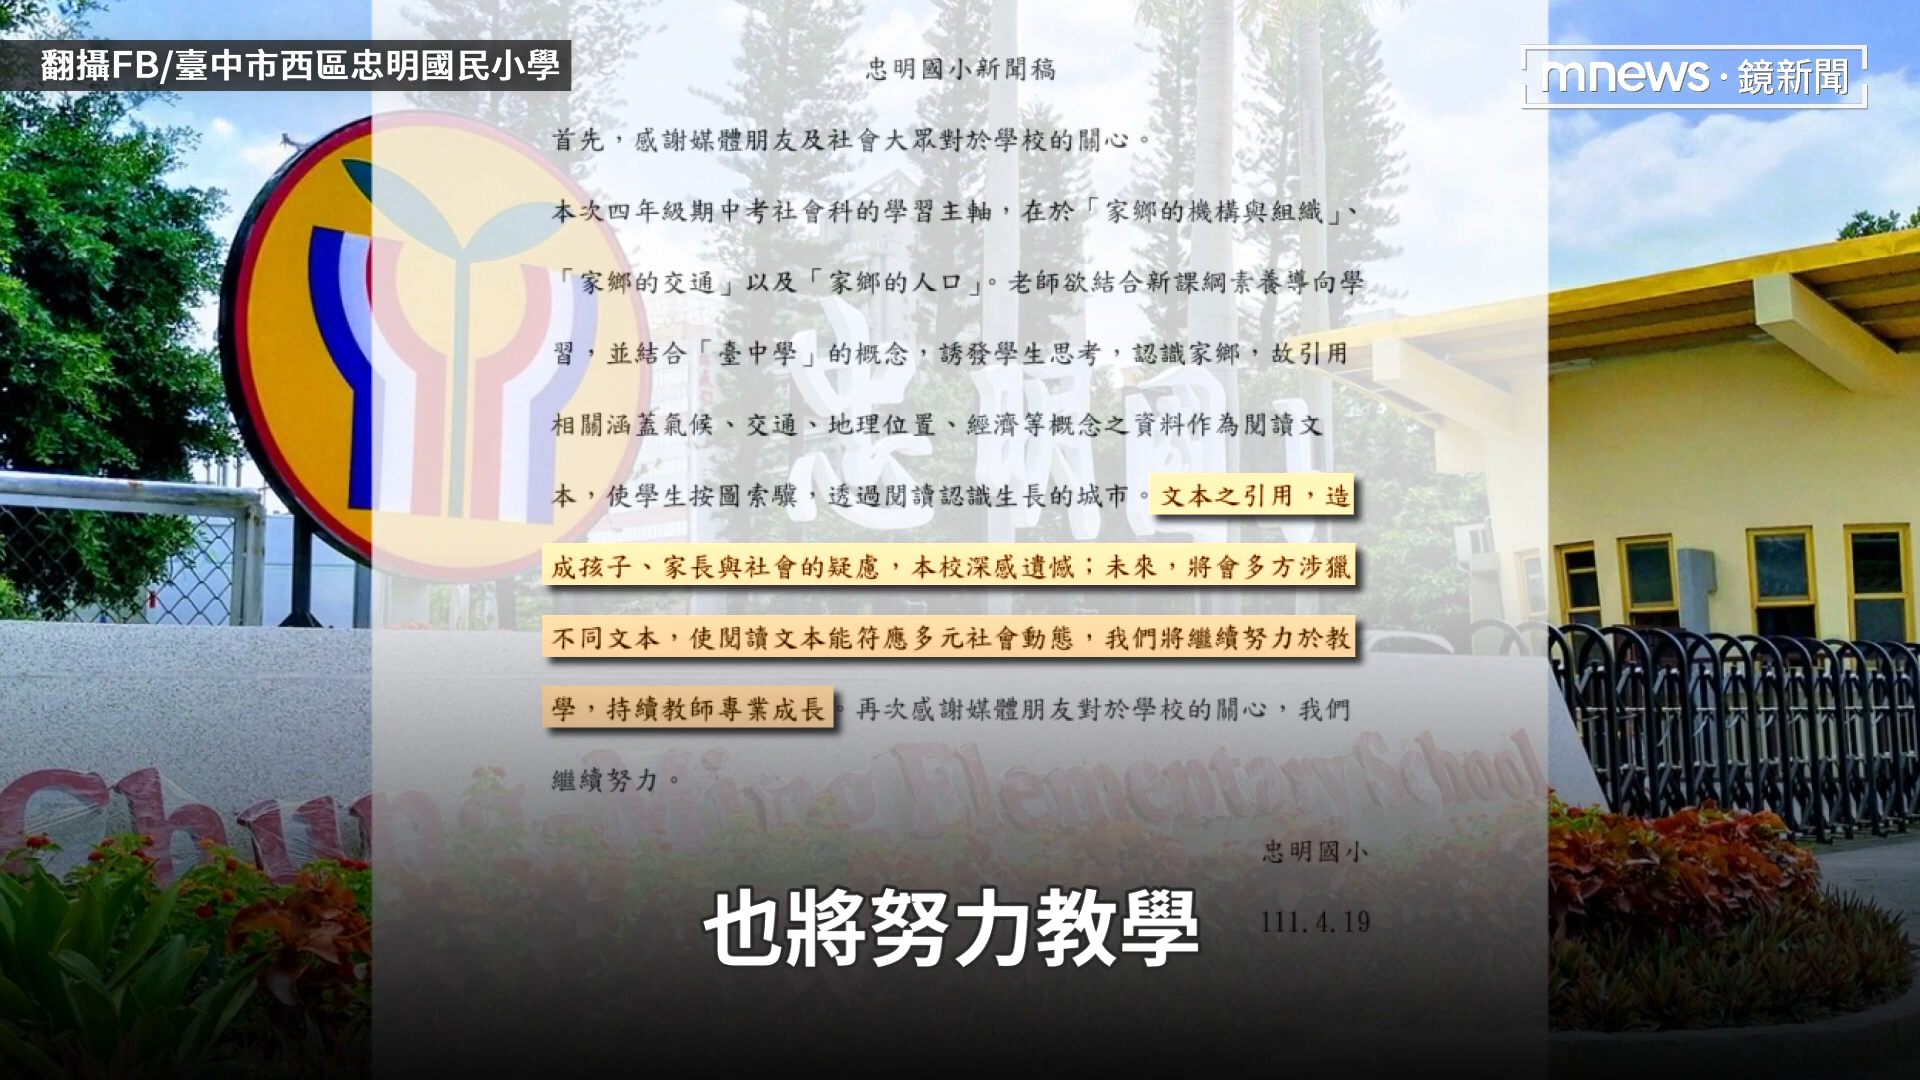 翻攝FB/臺中市西區忠明國民小學
mnews·鏡新聞
忠明國小新聞稿
首先，感謝媒體朋友及社會大眾對於學校的關心。
本次四年級期中考社會科的學習主軸，在於「家鄉的機構與組織」、
「家鄉的交通」以及「家鄉的人口」。老師欲結合新課綱素養導向學
習，並結合「臺中學」的概念，誘發學生思考，認識家鄉，故引用
相關涵蓋氣候、交通、地理位置、經濟等概念之資料作為閱讀文
本，使學生按圖索驥，透過閱讀認識生長的城市。文本之引用，造
成孩子、家長與社會的疑慮，本校深感遺憾；未來，將會多方涉獵
不同文本，使閱讀文本能符應多元社會動態，我們將繼續努力於教
學，持續教師專業成長。再次感謝媒體朋友對於學校的關心，我們
繼續努力。
忠明國小
111.4.19
忠明國小
Chung Ming Elementary School
也將努力教學